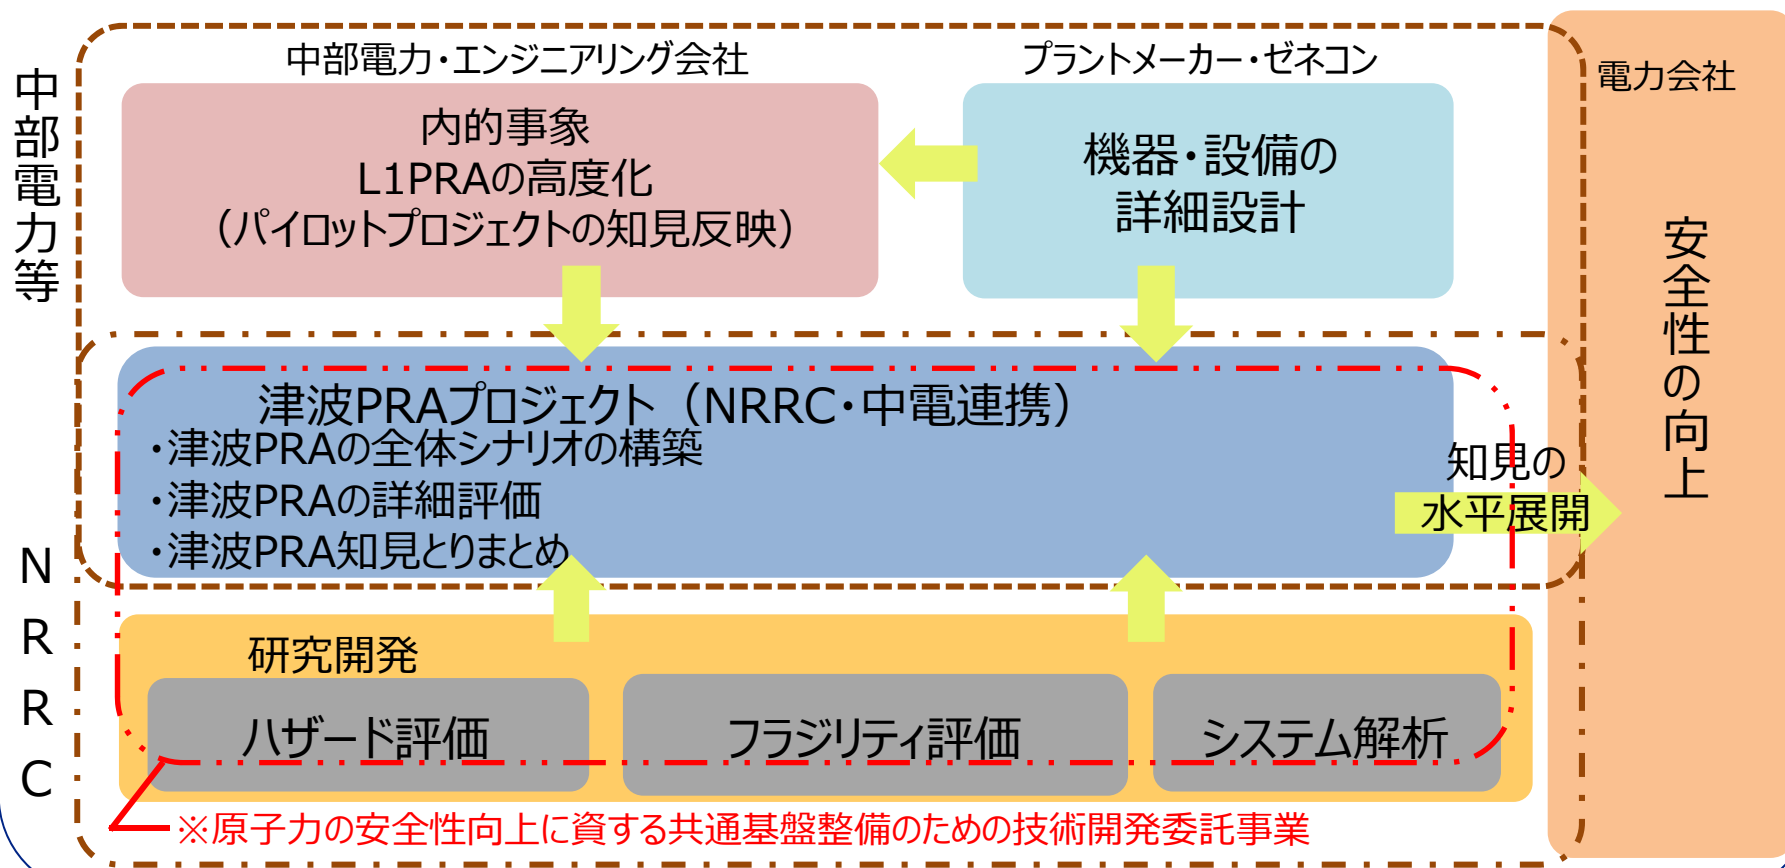 中部電力・エンジニアリング会社
プラントメーカー・ゼネコン
電力会社
中部電力等
内的事象
L1PRAの高度化
（パイロットプロジェクトの知見反映）
機器・設備の
詳細設計
安全性の向上
津波PRAプロジェクト（NRRC・中電連携）
・津波PRAの全体シナリオの構築
・津波PRAの詳細評価
・津波PRA知見とりまとめ
知見の
水平展開
NRRC
研究開発
ハザード評価
フラジリティ評価
システム解析
※原子力の安全性向上に資する共通基盤整備のための技術開発委託事業